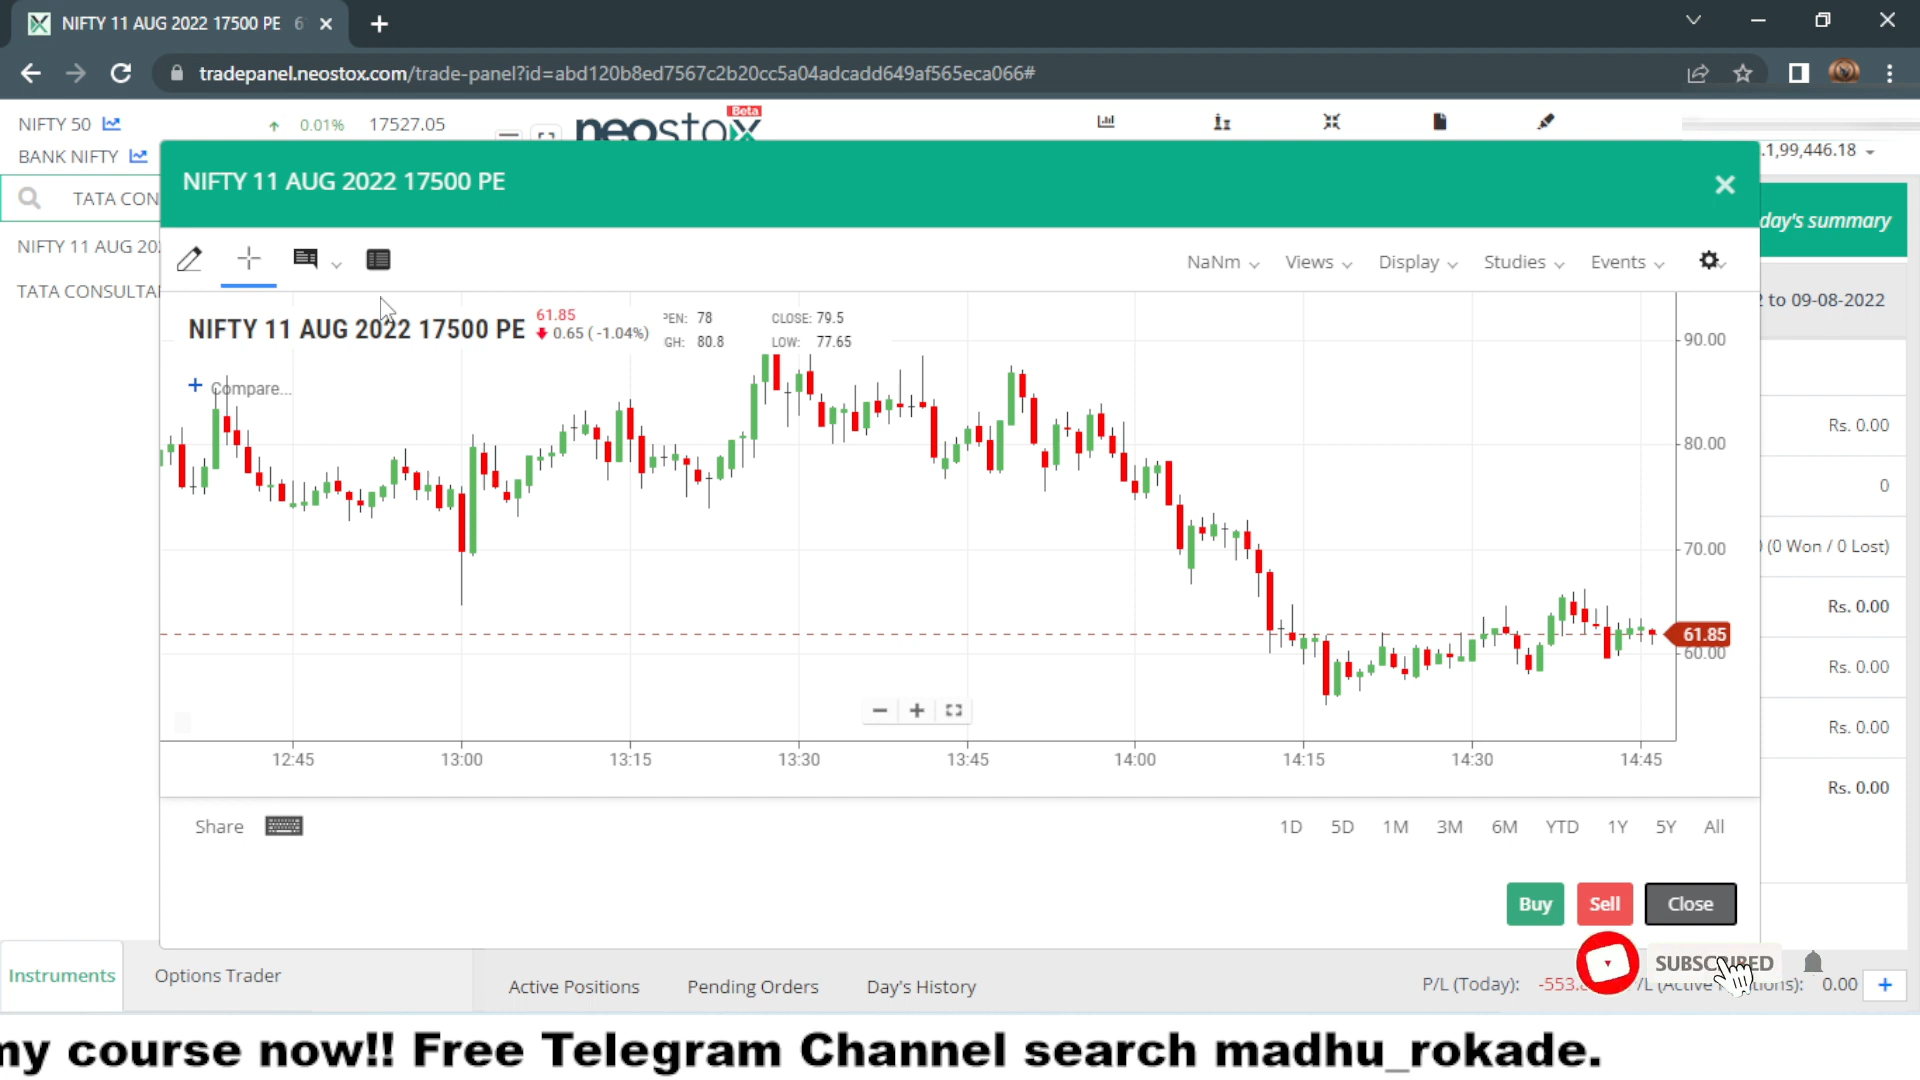 NIFTY 11 AUG 2022 17500 PE 6
tradepanel.neostox.com/trade-panel?id=abd120b8ed7567c2b20cc5a04adcadd649af565eca066#
NIFTY 50 0.01% 17527.05
neostox Beta
BANK NIFTY
.1,99,446.18
TATA CON
NIFTY 11 AUG 20
TATA CONSULTA
NIFTY 11 AUG 2022 17500 PE
day's summary
to 09-08-2022
NaNm Views Display Studies Events
NIFTY 11 AUG 2022 17500 PE 61.85 0.65 ( -1.04%)
PEN: 78 CLOSE: 79.5
GH: 80.8 LOW: 77.65
Compare...
90.00
80.00
70.00
61.85
60.00
12:45 13:00 13:15 13:30 13:45 14:00 14:15 14:30 14:45
Rs. 0.00
0
(0 Won / 0 Lost)
Rs. 0.00
Rs. 0.00
Rs. 0.00
Rs. 0.00
Share
1D 5D 1M 3M 6M YTD 1Y 5Y All
Buy Sell Close
Instruments Options Trader
Active Positions Pending Orders Day's History
P/L (Today): -553. 0.00
SUBSCRIBED
my course now!! Free Telegram Channel search madhu_rokade.